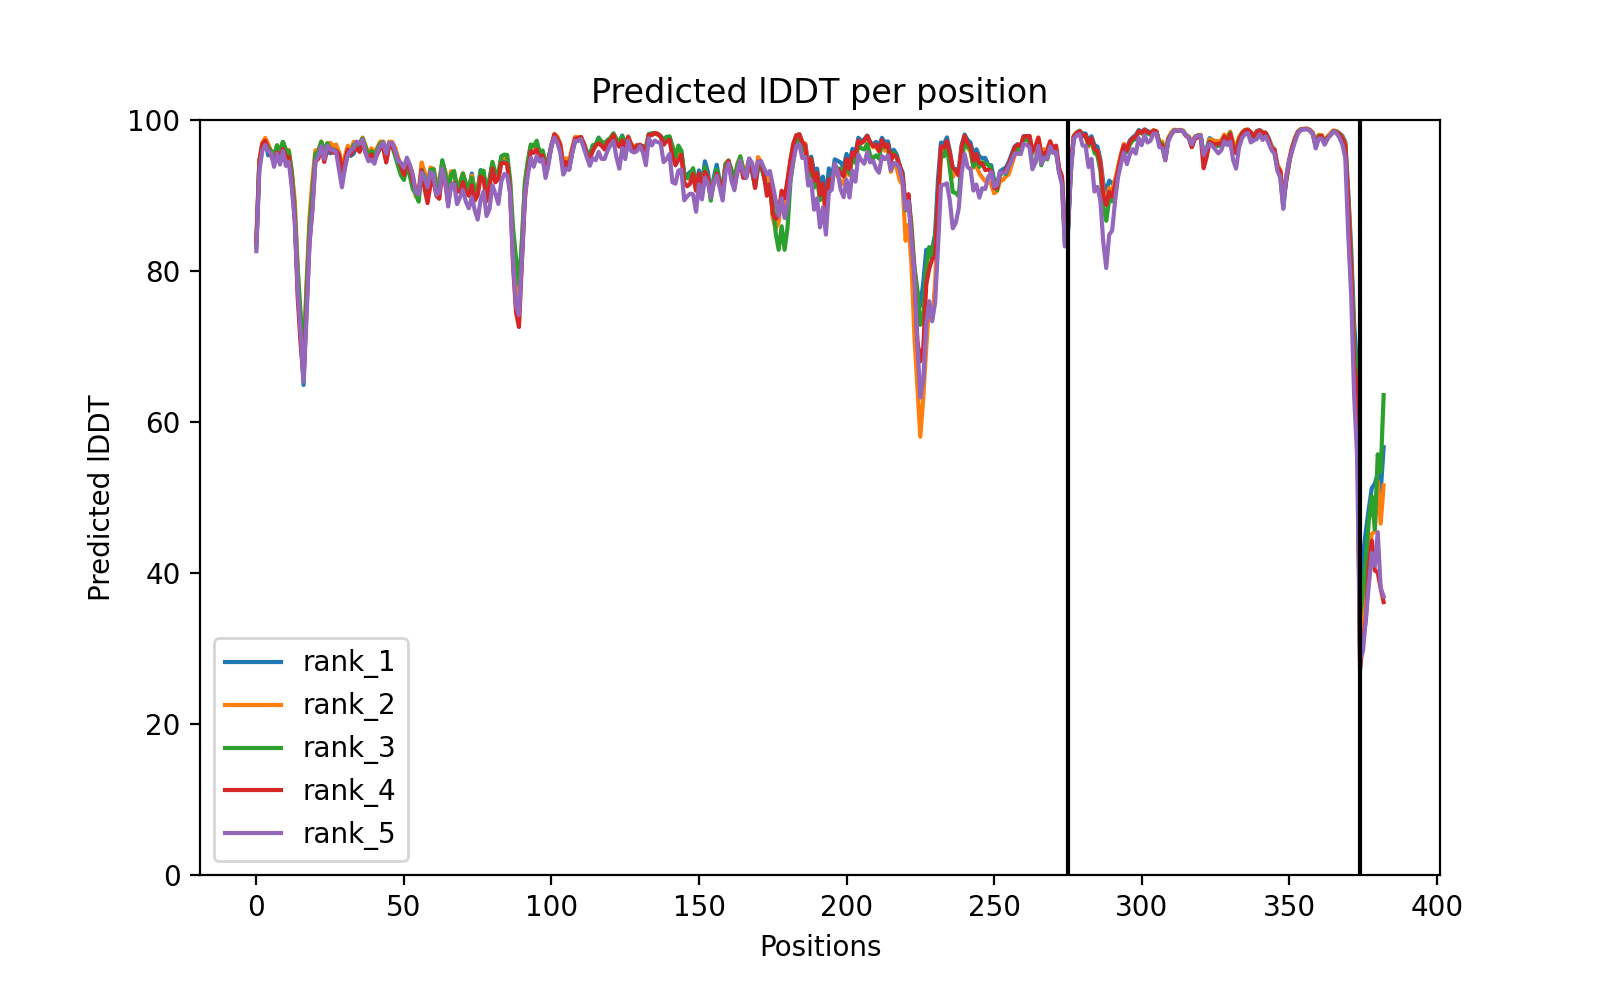 Predicted lDDT per position
100
80
60
40
20
0
Predicted lDDT
rank_1
rank_2
rank_3
rank_4
rank_5
0 50 100 150 200 250 300 350 400
Positions